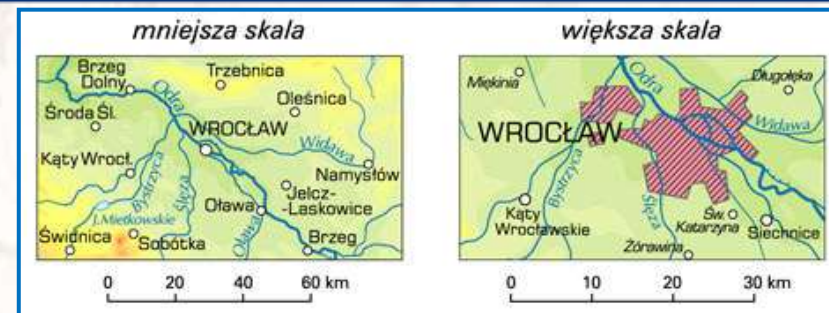 mniejsza skala
Brzeg
Dolny
Trzebnica
Odra
Oleśnica
Środa Śl.
WROCŁAW
Widawa
Kąty Wrocł.
Namysłów
Bystrzyca
Ślęza
Jelcz-
-Laskowice
Oława
J. Mietkowskie
Świdnica
Sobótka
Oława
Brzeg
0 20 40 60 km
większa skala
Miękinia
Odra
Długołęka
WROCŁAW
Widawa
Bystrzyca
Ślęza
Kąty
Wrocławskie
Św.
Katarzyna
Siechnice
Żórawina
0 10 20 30 km